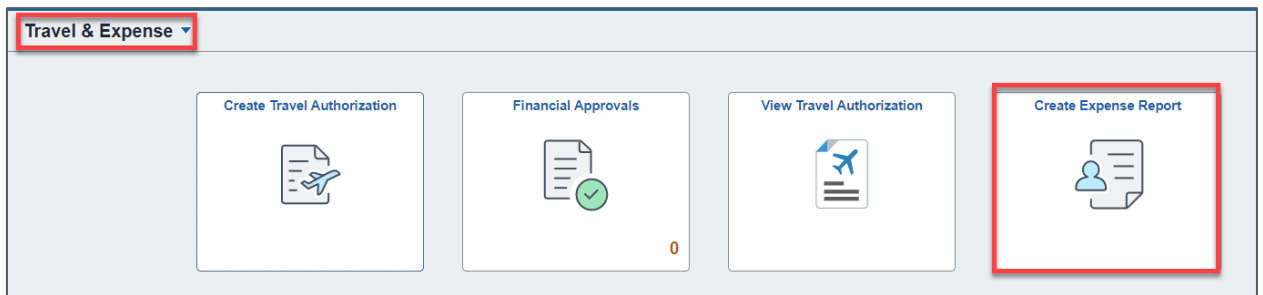 Travel & Expense
Create Travel Authorization
Financial Approvals
0
View Travel Authorization
Create Expense Report